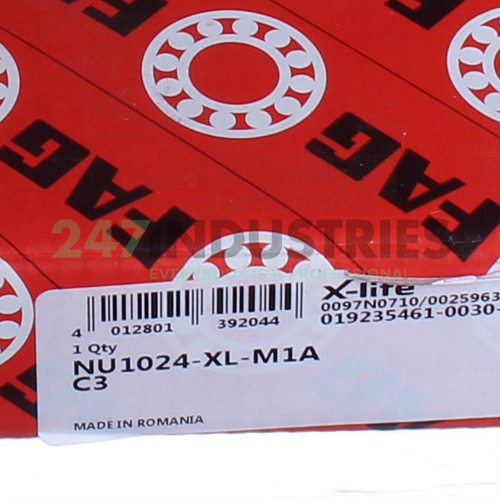 FAG
FAG
FAG
247INDUSTRIES
EVERYBODY IS A PROFESSIONAL
X-life
0097N0710/0025963
019235461-0030-
4 012801 392044
1 Qty
NU1024-XL-M1A
C3
MADE IN ROMANIA